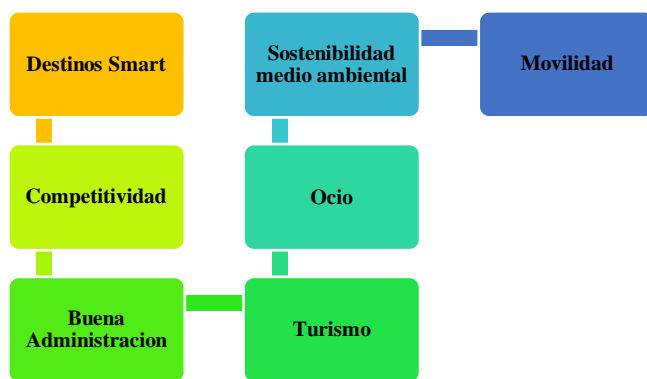 Destinos Smart
Competitividad
Buena
Administracion
Turismo
Ocio
Sostenibilidad
medio ambiental
Movilidad